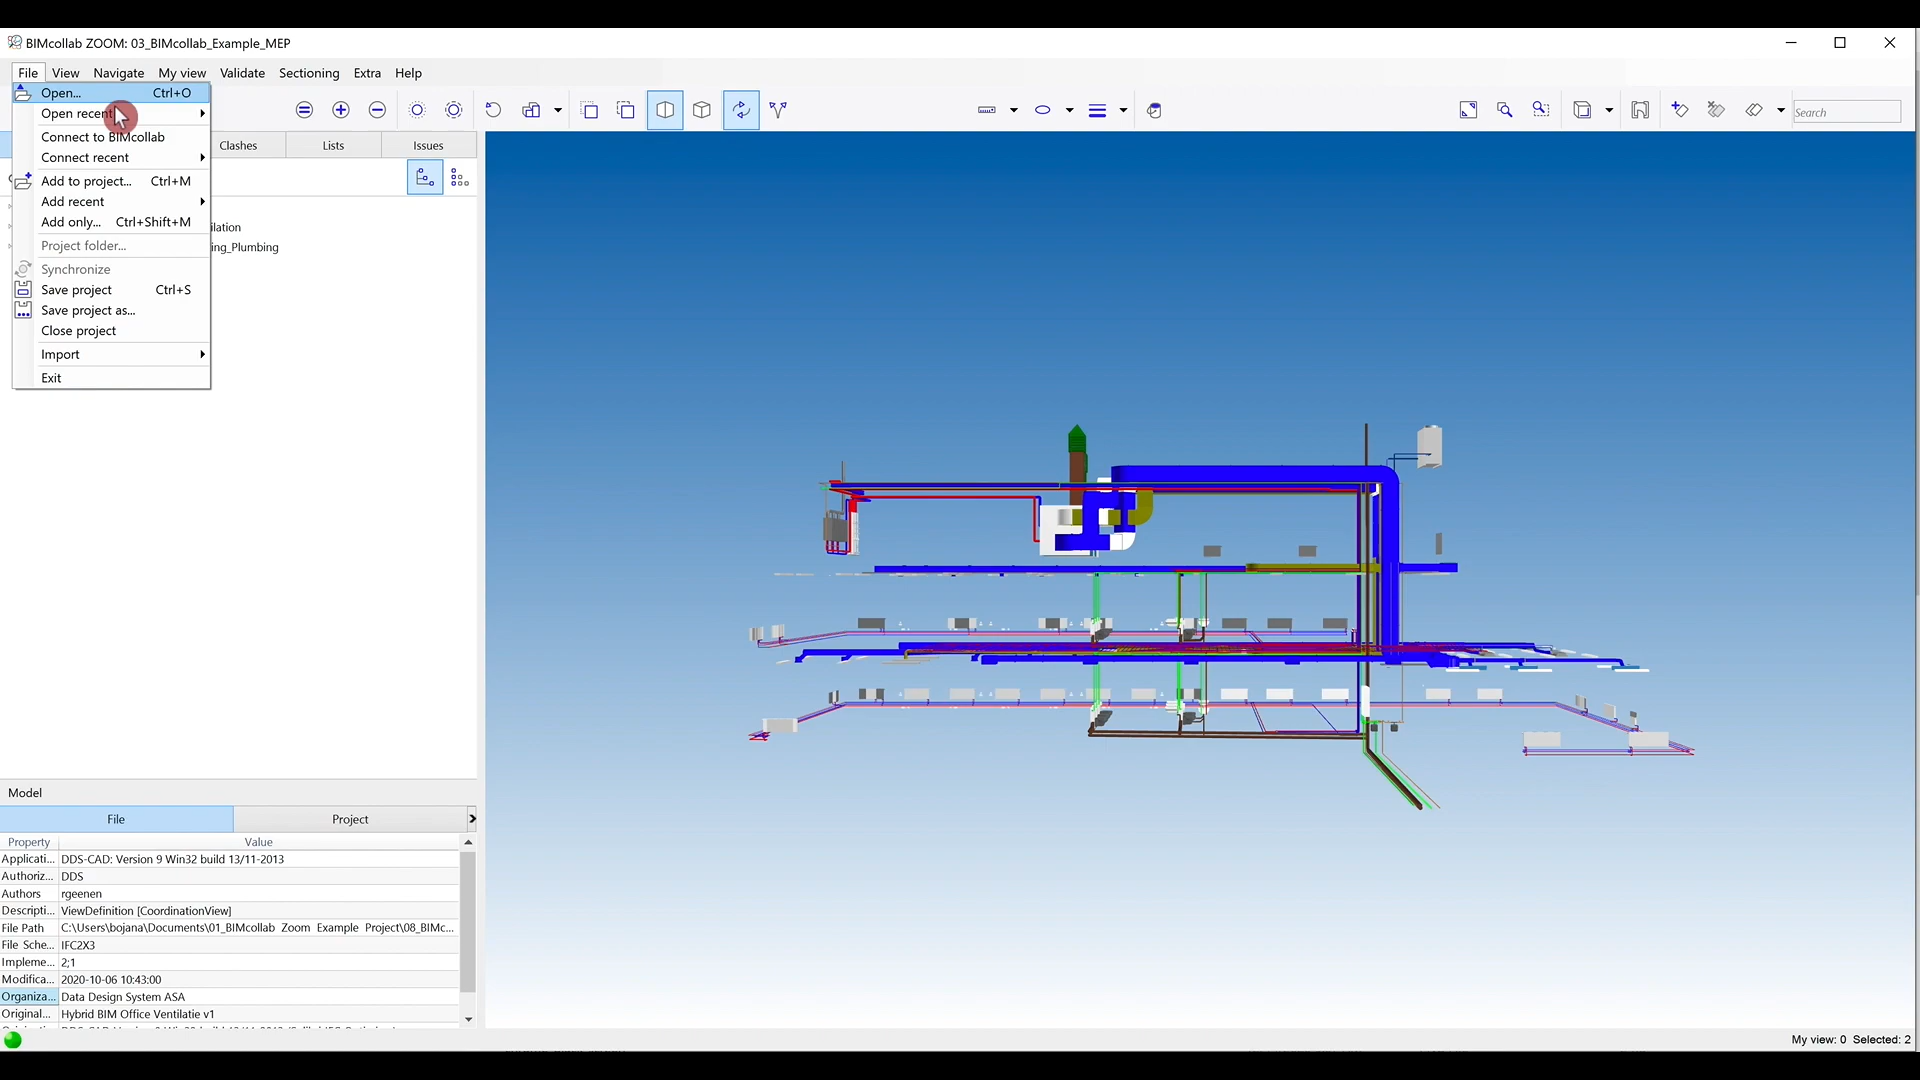 BIMcollab ZOOM: 03_BIMcollab_Example_MEP
File View Navigate My view Validate Sectioning Extra Help
Open... Ctrl+O
Open recent
Connect to BIMcollab
Connect recent
Add to project... Ctrl+M
Add recent
Add only... Ctrl+Shift+M
Project folder...
Synchronize
Save project Ctrl+S
Save project as...
Close project
Import
Exit
Search
Clashes Lists Issues
ilation
ing_Plumbing
Model
File Project
Property Value
Applicati... DDS-CAD: Version 9 Win32 build 13/11-2013
Authoriz... DDS
Authors rgeenen
Descripti... ViewDefinition [CoordinationView]
File Path C:\Users\bojana\Documents\01_BIMcollab Zoom Example Project\08_BIMc...
File Sche... IFC2X3
Impleme... 2;1
Modifica... 2020-10-06 10:43:00
Organiza... Data Design System ASA
Original... Hybrid BIM Office Ventilatie v1
My view: 0 Selected: 2